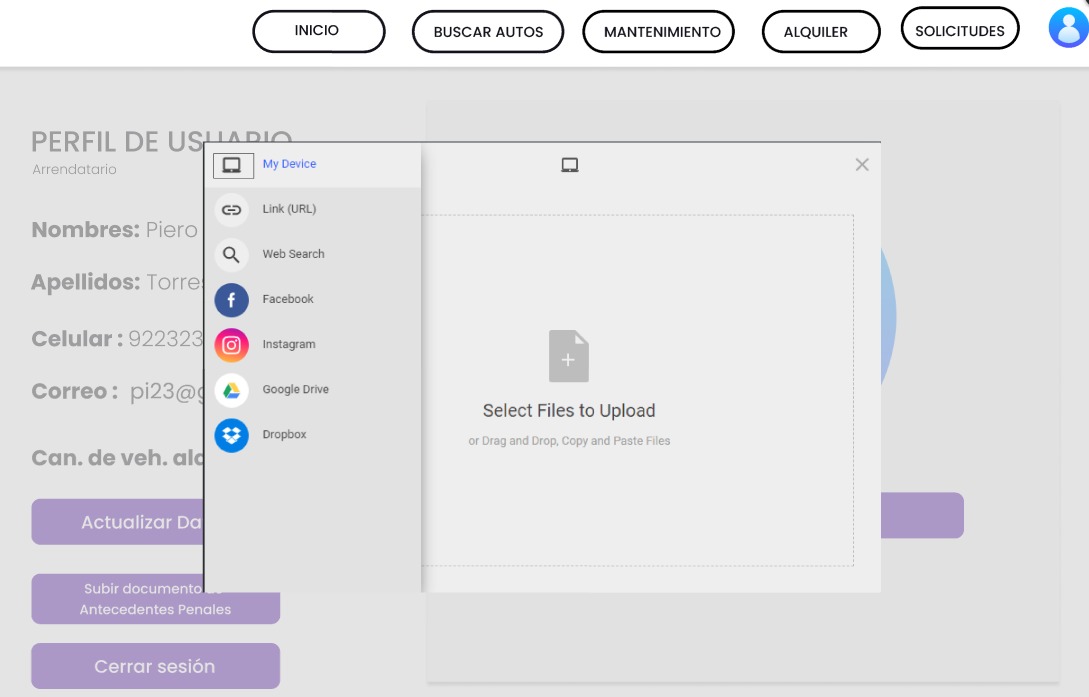 INICIO
BUSCAR AUTOS
MANTENIMIENTO
ALQUILER
SOLICITUDES
PERFIL DE USUARIO
Arrendatario
Nombres: Piero
Apellidos: Torres
Celular : 922323
Correo : pi23@g
Can. de veh. alq
Actualizar Da
Subir documento de
Antecedentes Penales
Cerrar sesión
My Device
Link (URL)
Web Search
Facebook
Instagram
Google Drive
Dropbox
Select Files to Upload
or Drag and Drop, Copy and Paste Files